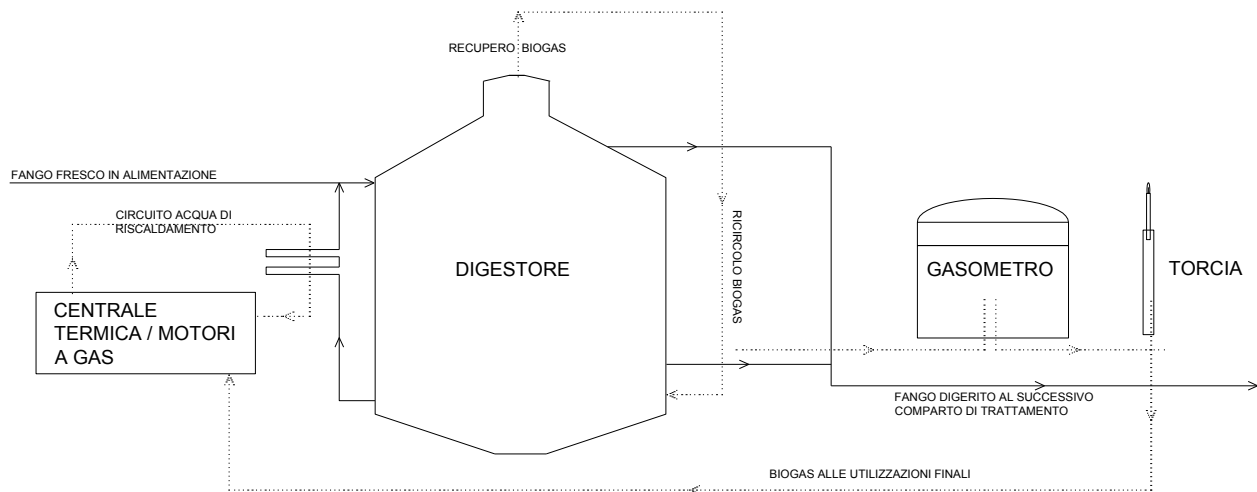 RECUPERO BIOGAS
FANGO FRESCO IN ALIMENTAZIONE
CIRCUITO ACQUA DI
RISCALDAMENTO
RICIRCOLO BIOGAS
DIGESTORE
GASOMETRO
TORCIA
CENTRALE
TERMICA / MOTORI
A GAS
FANGO DIGERITO AL SUCCESSIVO
COMPARTO DI TRATTAMENTO
BIOGAS ALLE UTILIZZAZIONI FINALI